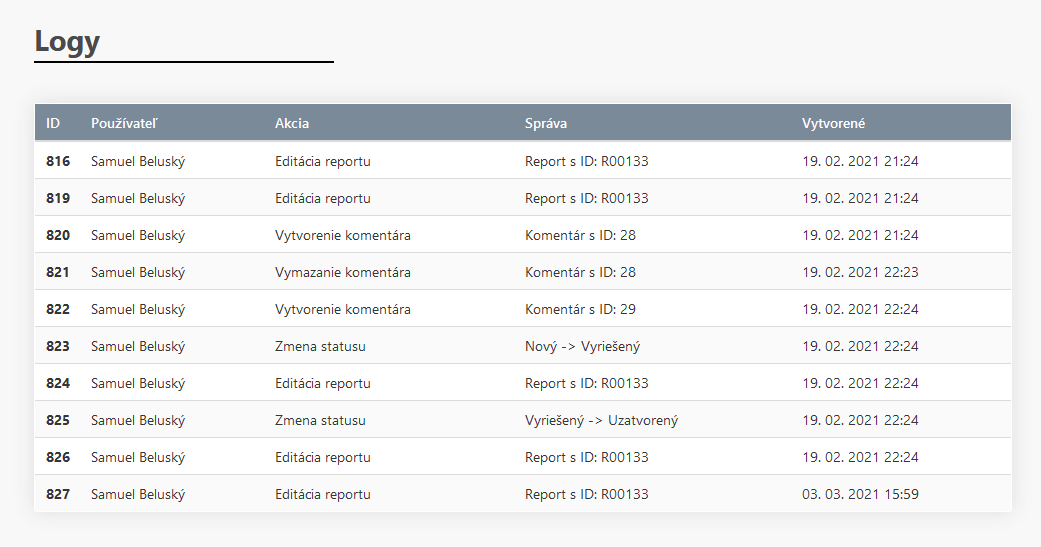 Logy
ID Používateľ Akcia Správa Vytvorené
816 Samuel Beluský Editácia reportu Report s ID: R00133 19. 02. 2021 21:24
819 Samuel Beluský Editácia reportu Report s ID: R00133 19. 02. 2021 21:24
820 Samuel Beluský Vytvorenie komentára Komentár s ID: 28 19. 02. 2021 21:24
821 Samuel Beluský Vymazanie komentára Komentár s ID: 28 19. 02. 2021 22:23
822 Samuel Beluský Vytvorenie komentára Komentár s ID: 29 19. 02. 2021 22:24
823 Samuel Beluský Zmena statusu Nový -> Vyriešený 19. 02. 2021 22:24
824 Samuel Beluský Editácia reportu Report s ID: R00133 19. 02. 2021 22:24
825 Samuel Beluský Zmena statusu Vyriešený -> Uzatvorený 19. 02. 2021 22:24
826 Samuel Beluský Editácia reportu Report s ID: R00133 19. 02. 2021 22:24
827 Samuel Beluský Editácia reportu Report s ID: R00133 03. 03. 2021 15:59